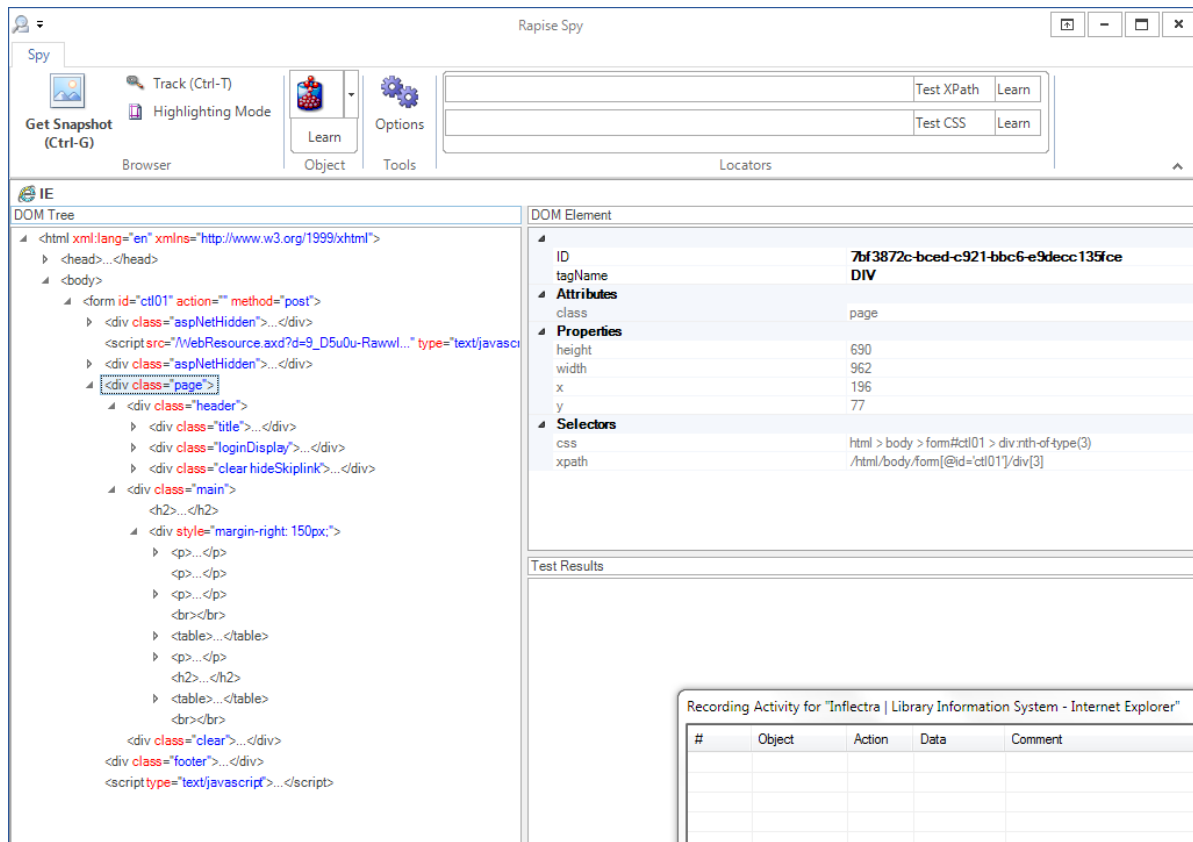 Rapise Spy
Spy
Get Snapshot
(Ctrl-G)
Track (Ctrl-T)
Highlighting Mode
Browser
Learn
Object
Options
Tools
Test XPath Learn
Test CSS Learn
Locators
IE
DOM Tree
<html xml:lang="en" xmlns="http://www.w3.org/1999/xhtml">
<head>...</head>
<body>
<form id="ctl01" action="" method="post">
<div class="aspNetHidden">...</div>
<script src="/WebResource.axd?d=9_D5u0u-RawwI..." type="text/javascr
<div class="aspNetHidden">...</div>
<div class="page">
<div class="header">
<div class="title">...</div>
<div class="loginDisplay">...</div>
<div class="clear hideSkiplink">...</div>
<div class="main">
<h2>...</h2>
<div style="margin-right: 150px;">
<p>...</p>
<p>...</p>
<p>...</p>
<br></br>
<table>...</table>
<p>...</p>
<h2>...</h2>
<table>...</table>
<br></br>
<div class="clear">...</div>
<div class="footer">...</div>
<script type="text/javascript">...</script>
DOM Element
ID 7bf3872c-bced-c921-bbc6-e9decc135fce
tagName DIV
Attributes
class page
Properties
height 690
width 962
x 196
y 77
Selectors
css html > body > form#ctl01 > div:nth-of-type(3)
xpath /html/body/form[@id='ctl01']/div[3]
Test Results
Recording Activity for "Inflectra | Library Information System - Internet Explorer"
# Object Action Data Comment